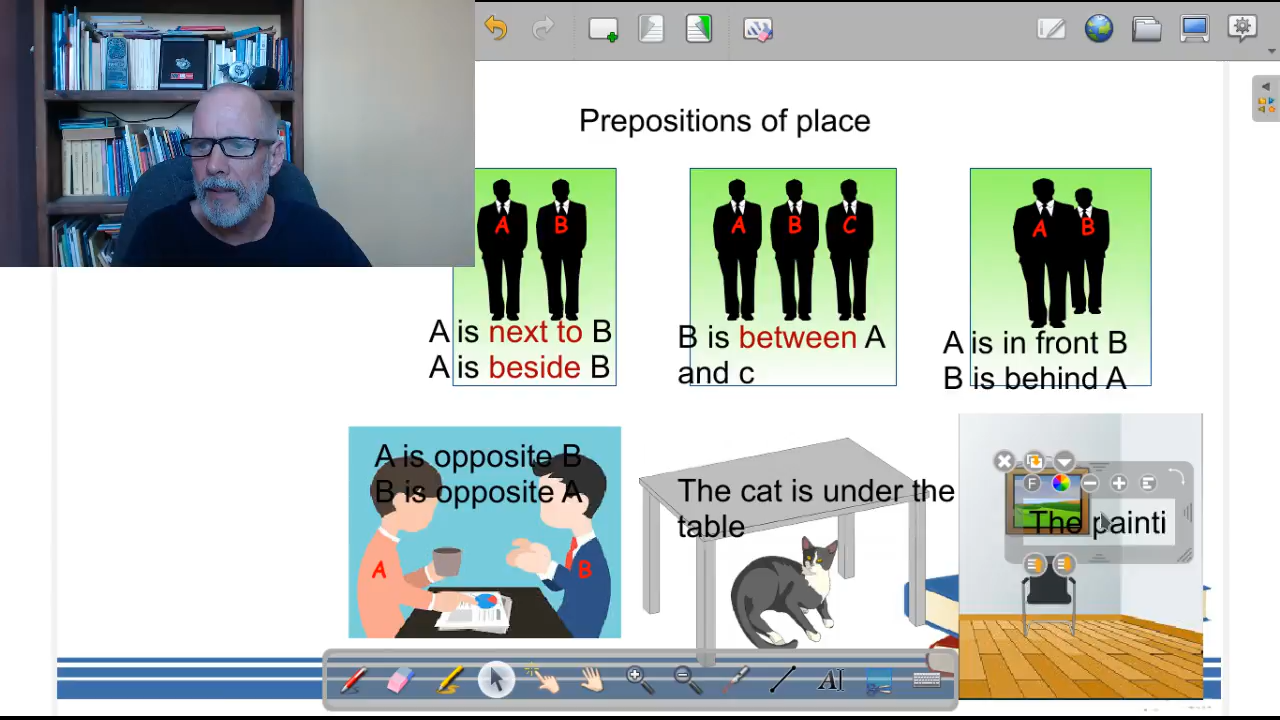 Prepositions of place
A B
A B C
A B
A is next to B
A is beside B
B is between A
and c
A is in front B
B is behind A
A is opposite B
B is opposite A
A B
The cat is under the
table
F
The painti
AI